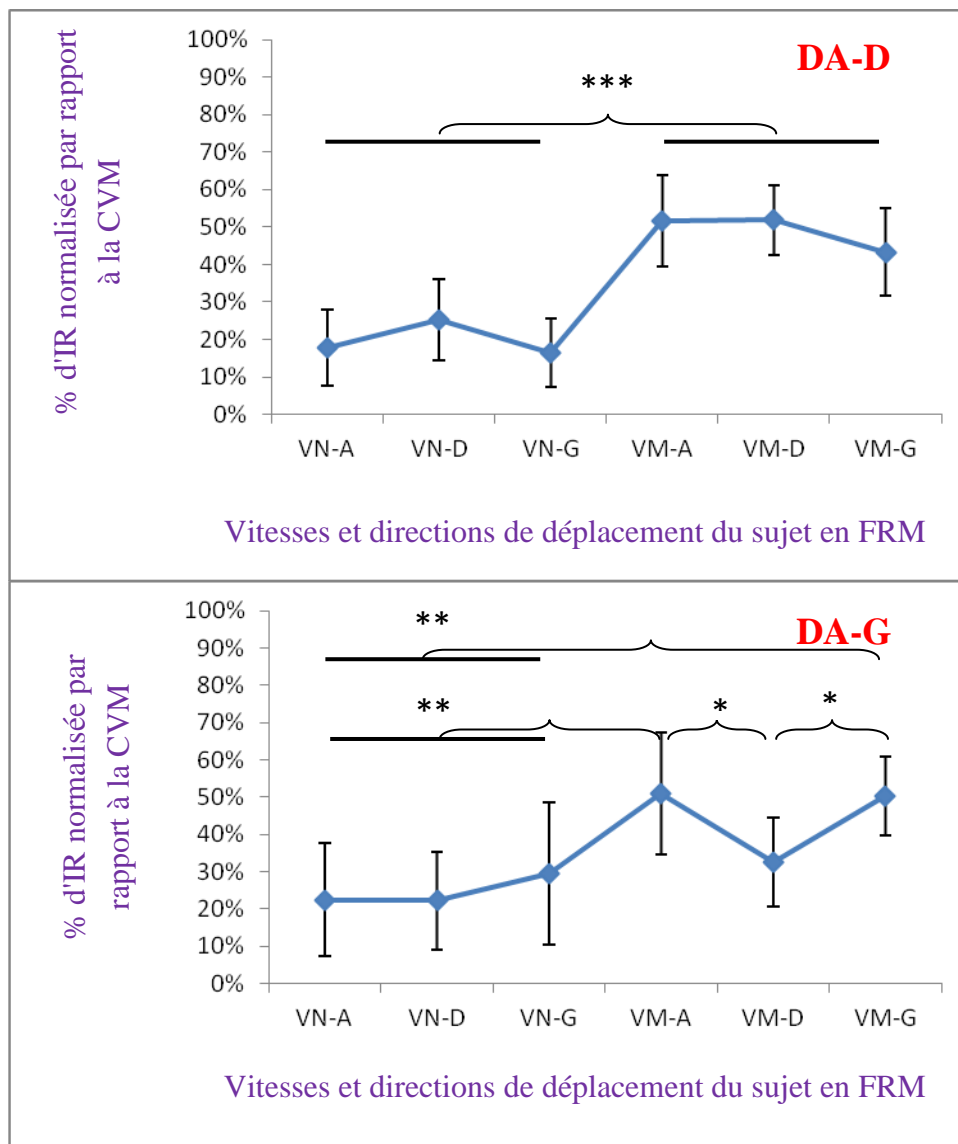 DA-D
***
% d'IR normalisée par rapport
à la CVM
100%
90%
80%
70%
60%
50%
40%
30%
20%
10%
0%
VN-A VN-D VN-G VM-A VM-D VM-G
Vitesses et directions de déplacement du sujet en FRM
DA-G
**
** * *
% d'IR normalisée par
rapport à la CVM
100%
90%
80%
70%
60%
50%
40%
30%
20%
10%
0%
VN-A VN-D VN-G VM-A VM-D VM-G
Vitesses et directions de déplacement du sujet en FRM